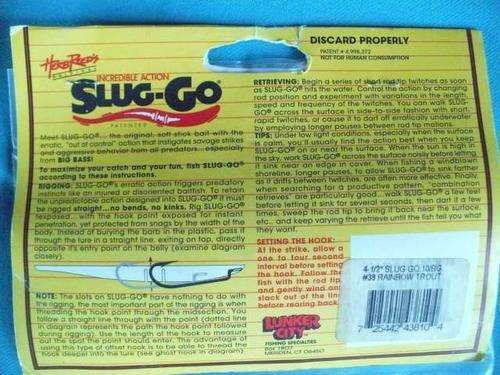 DISCARD PROPERLY
PATENT # 4,998,372
NOT FOR HUMAN CONSUMPTION
HERB REED'S
INCREDIBLE ACTION
SLUG-GO®
PATENTED
Meet SLUG-GO®... the original, soft stick bait with the
erratic, "out of control" action that instigates savage strikes
and aggressive behavior from all predators... especially
from BIG BASS!
To maximize your catch and your fun, fish SLUG-GO®
according to these instructions.
RIGGING: SLUG-GO®'s erratic action triggers predatory
instincts like an injured or disoriented baitfish. To retain
the unpredictable action designed into SLUG-GO® it must
be rigged straight...no bends, no kinks. Rig SLUG-GO®
texposed... with the hook point exposed for instant
penetration, yet protected from snags by the width of the
body. Instead of burying the barb in the plastic, pass it
through the lure in a straight line, exiting on top, directly
opposite it's entry point on the belly (examine diagram
closely).
NOTE: The slots on SLUG-GO® have nothing to do with
the rigging, the most important part of the rigging is when
threading the hook point through the midsection. You
follow a straight line through with the point (dotted line
in diagram represents the path the hook point followed
during rigging). Use the length of the hook to measure
out the spot the point should enter. The advantage of
using this type of offset hook is to be able to thread the
hook deeper into the lure (see ghost hook in diagram)
RETRIEVING: Begin a series of short rod tip twitches as soon
as SLUG-GO® hits the water. Control the action by changing
rod position and experiment with variations in the length,
speed and frequency of the twitches. You can walk SLUG-
GO® across the surface in side-to-side fashion with short,
rapid twitches, or cause it to dart off erratically underwater
by employing longer pauses between rod tip motions.
TIPS: Under low light conditions, especially when the surface
is calm, you'll usually find the action best when you keep
SLUG-GO® on or near the surface. When the sun is high in
the sky, work SLUG-GO® across the surface noisily before letting
it sink near edge in cover. When fishing a windblown
shoreline, longer pauses, to allow SLUG-GO® to sink farther
as it drifts between twitches, are often more effective. Finally,
when searching for a productive pattern, "combination
retrieves" are particularly good... walk SLUG-GO® a few feet
before letting it sink for several seconds, then dart it a few
times, sweep the rod tip to bring it back near the surface,
etc... and keep varying the retrieve until the fish tell you what
they want!
SETTING THE HOOK:
At the strike, allow a
one to four second
interval before setting
the hook. Follow the
fish with the rod tip
and gently wind out
slack out of the line
before rearing back
LUNKER
CITY®
FISHING SPECIALTIES
Box 1807
MERIDEN, CT 06450
4-1/2" SLUG GO 10/BG
#38 RAINBOW TROUT
7 25442 43810 4